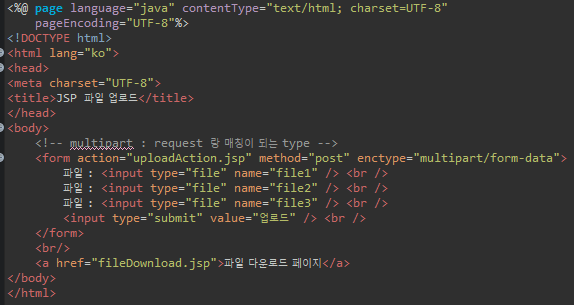 <%@ page language="java" contentType="text/html; charset=UTF-8"
    pageEncoding="UTF-8"%>
<!DOCTYPE html>
<html lang="ko">
<head>
<meta charset="UTF-8">
<title>JSP 파일 업로드</title>
</head>
<body>
    <!-- multipart : request 랑 매칭이 되는 type -->
    <form action="uploadAction.jsp" method="post" enctype="multipart/form-data">
        파일 : <input type="file" name="file1" /> <br />
        파일 : <input type="file" name="file2" /> <br />
        파일 : <input type="file" name="file3" /> <br />
        <input type="submit" value="업로드" /> <br />
    </form>
    <br/>
    <a href="fileDownload.jsp">파일 다운로드 페이지</a>
</body>
</html>